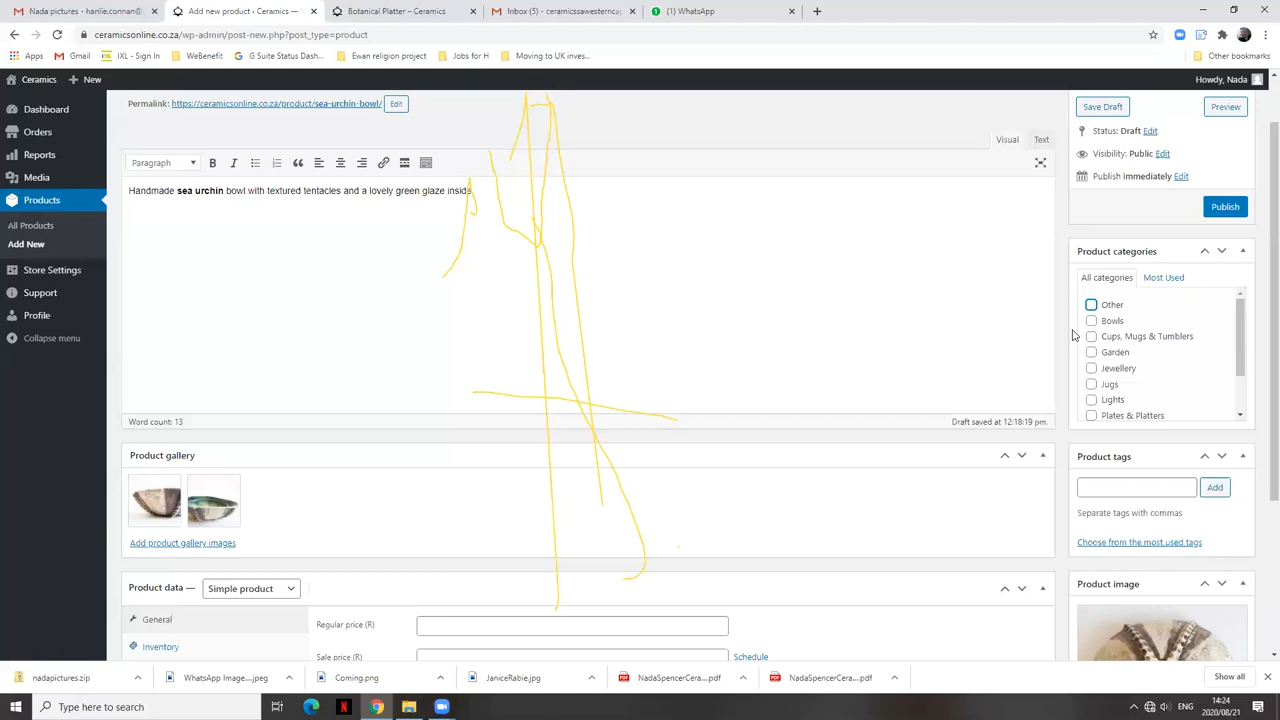 Nada pictures - hanlie.connan@
Add new product ‹ Ceramics —
Botanical Platter – Ceramics
Inbox (5) - ceramicssawesterncap
(1) WhatsApp
ceramicsonline.co.za/wp-admin/post-new.php?post_type=product
Apps
Gmail
IXL - Sign In
WeBenefit
G Suite Status Dash...
Ewan religion project
Jobs for H
Moving to UK inves...
Other bookmarks
Ceramics
New
Howdy, Nada
Dashboard
Orders
Reports
Media
Products
All Products
Add New
Store Settings
Support
Profile
Collapse menu
Permalink: https://ceramicsonline.co.za/product/sea-urchin-bowl/ Edit
Visual
Text
Paragraph
Handmade sea urchin bowl with textured tentacles and a lovely green glaze inside
Word count: 13
Draft saved at 12:18:19 pm.
Product gallery
Add product gallery images
Product data —
Simple product
General
Inventory
Regular price (R)
Sale price (R)
Schedule
Save Draft
Preview
Status: Draft Edit
Visibility: Public Edit
Publish immediately Edit
Publish
Product categories
All categories
Most Used
Other
Bowls
Cups, Mugs & Tumblers
Garden
Jewellery
Jugs
Lights
Plates & Platters
Product tags
Add
Separate tags with commas
Choose from the most used tags
Product image
nadapictures.zip
WhatsApp Image....jpeg
Coming.png
JaniceRabie.jpg
NadaSpencerCera....pdf
NadaSpencerCera....pdf
Show all
Type here to search
ENG
14:24
2020/08/21